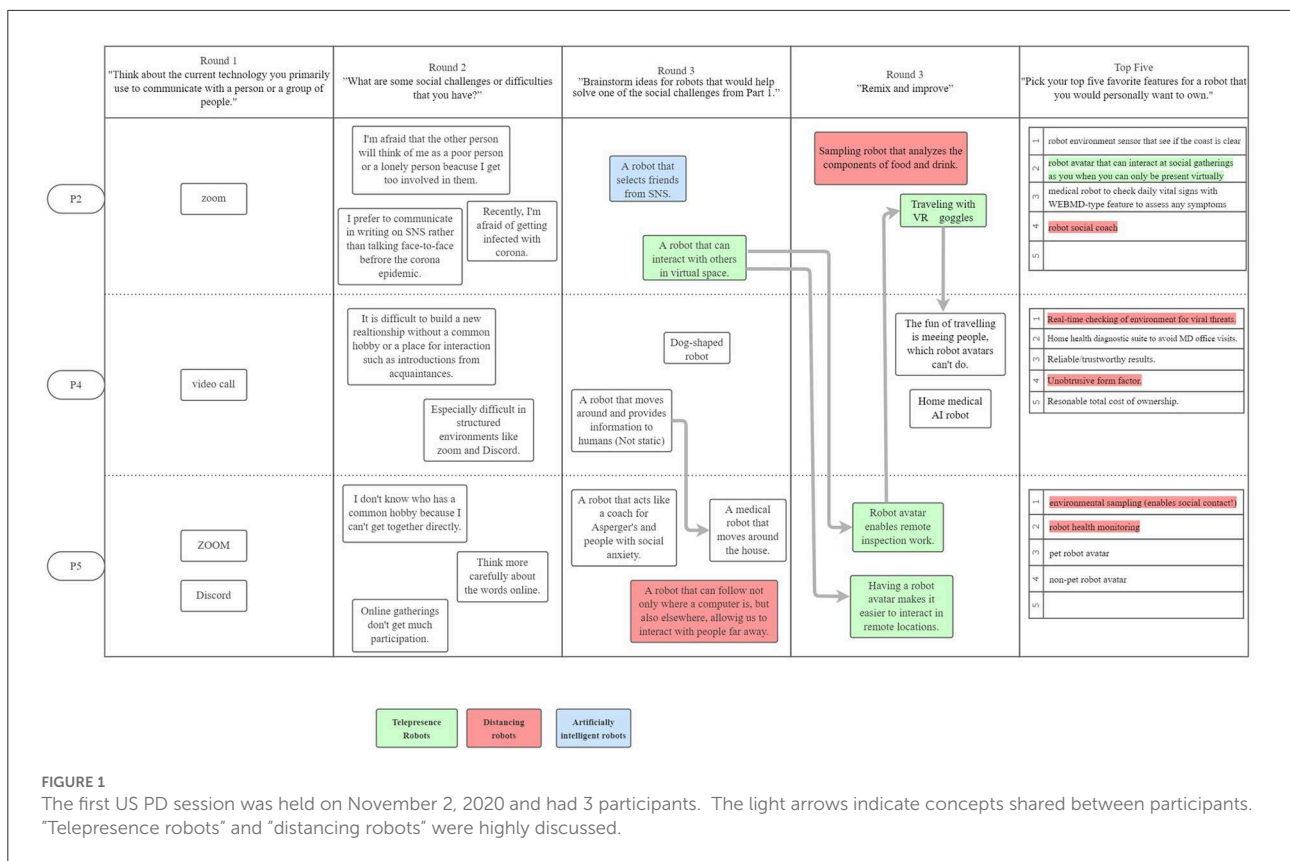 Round 1
"Think about the current technology you primarily
use to communicate with a person or a group of
people."
Round 2
"What are some social challenges or difficulties
that you have?"
Round 3
"Brainstorm ideas for robots that would help
solve one of the social challenges from Part 1."
Round 3
"Remix and improve"
Top Five
"Pick your top five favorite features for a robot that
you would personally want to own."
P2
zoom
I'm afraid that the other person
will think of me as a poor person
or a lonely person beacuse I get
too involved in them.
I prefer to communicate
in writing on SNS rather
than talking face-to-face
befrore the corona
epidemic.
Recently, I'm
afraid of getting
infected with
corona.
A robot that
selects friends
from SNS.
A robot that can
interact with others
in virtual space.
Sampling robot that analyzes the
components of food and drink.
Traveling with
VR goggles
1 robot environment sensor that see if the coast is clear
2 robot avatar that can interact at social gatherings
as you when you can only be present virtually
3 medical robot to check daily vital signs with
WEBMD-type feature to assess any symptoms
4 robot social coach
5
P4
video call
It is difficult to build a new
realtionship without a common
hobby or a place for interaction
such as introductions from
acquaintances.
Especially difficult in
structured environments like
zoom and Discord.
Dog-shaped
robot
A robot that moves
around and provides
information to
humans (Not static)
The fun of travelling
is meeing people,
which robot avatars
can't do.
Home medical
AI robot
1 Real-time checking of environment for viral threats.
2 Home health diagnostic suite to avoid MD office visits.
3 Reliable/trustworthy results.
4 Unobtrusive form factor.
5 Resonable total cost of ownership.
P5
ZOOM
Discord
I don't know who has a
common hobby because I
can't get together directly.
Think more
carefully about
the words online.
Online gatherings
don't get much
participation.
A robot that acts like
a coach for
Asperger's and
people with social
anxiety.
A medical
robot that
moves around
the house.
A robot that can follow not
only where a computer is, but
also elsewhere, allowig us to
interact with people far away.
Robot avatar
enables remote
inspection work.
Having a robot
avatar makes it
easier to interact in
remote locations.
1 environmental sampling (enables social contact!)
2 robot health monitoring
3 pet robot avatar
4 non-pet robot avatar
5
Telepresence
Robots
Distancing
robots
Artificially
intelligent robots
FIGURE 1
The first US PD session was held on November 2, 2020 and had 3 participants. The light arrows indicate concepts shared between participants.
"Telepresence robots" and "distancing robots" were highly discussed.